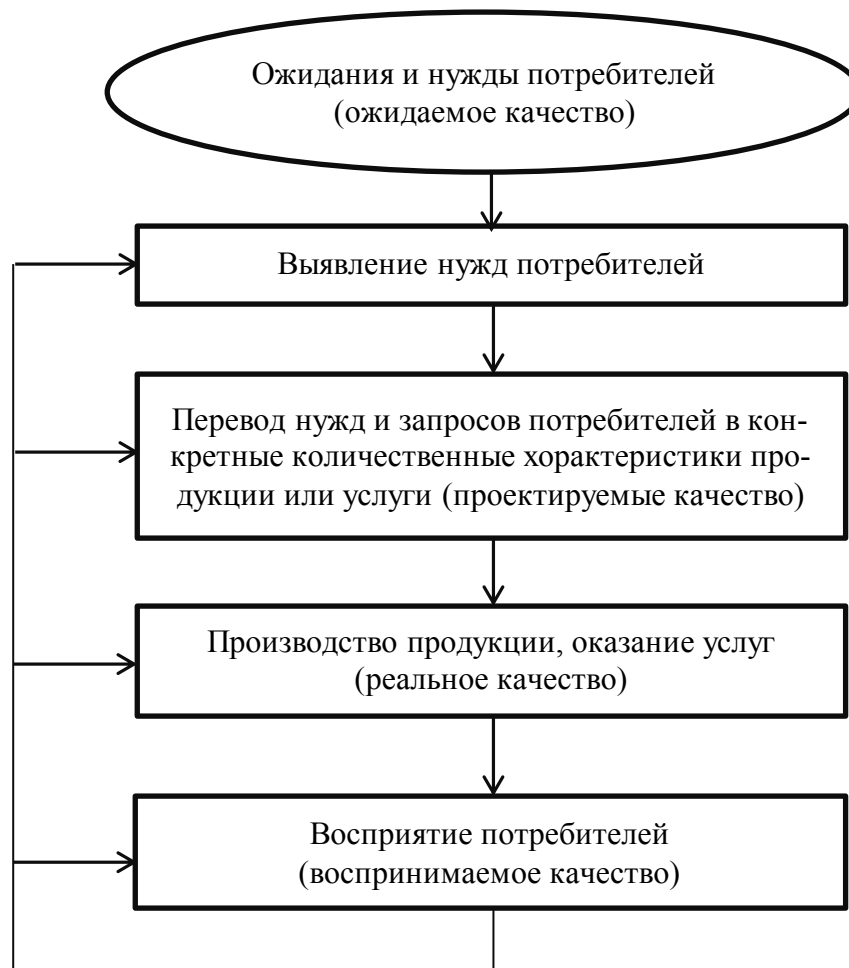 Ожидания и нужды потребителей
(ожидаемое качество)
Выявление нужд потребителей
Перевод нужд и запросов потребителей в кон-
кретные количественные хорактеристики про-
дукции или услуги (проектируемые качество)
Производство продукции, оказание услуг
(реальное качество)
Восприятие потребителей
(воспринимаемое качество)